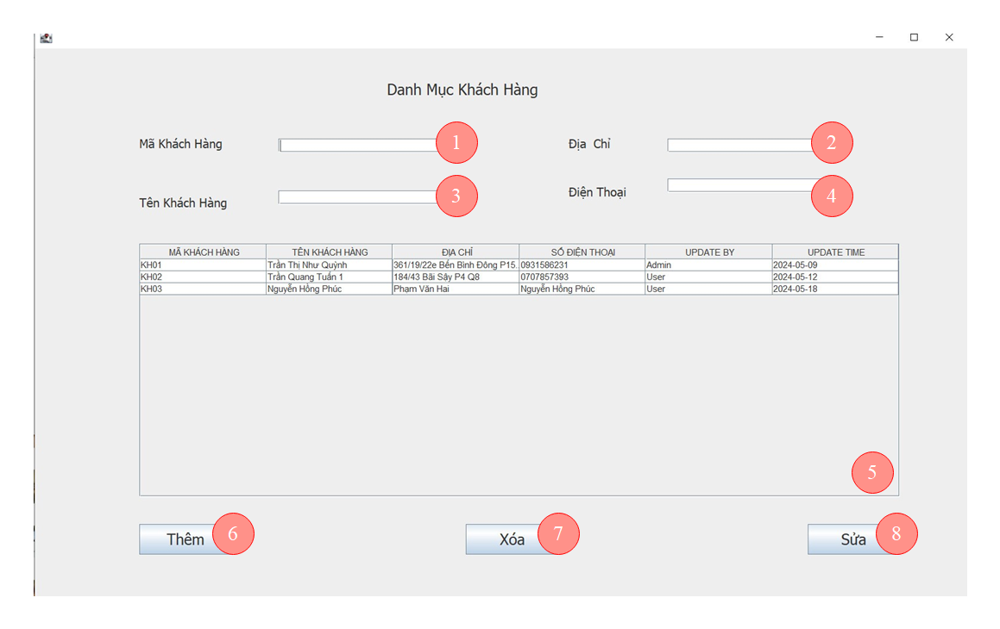 Danh Mục Khách Hàng
Mã Khách Hàng 1 Địa Chỉ 2
Tên Khách Hàng 3 Điện Thoại 4
MÃ KHÁCH HÀNG TÊN KHÁCH HÀNG ĐỊA CHỈ SỐ ĐIỆN THOẠI UPDATE BY UPDATE TIME
KH01 Trần Thị Như Quỳnh 361/19/22e Bến Bình Đông P15. 0931586231 Admin 2024-05-09
KH02 Trần Quang Tuấn 1 184/43 Bãi Sậy P4 Q8 0707857393 User 2024-05-12
KH03 Nguyễn Hồng Phúc Phạm Văn Hai Nguyễn Hồng Phúc User 2024-05-18
5
Thêm 6 Xóa 7 Sửa 8